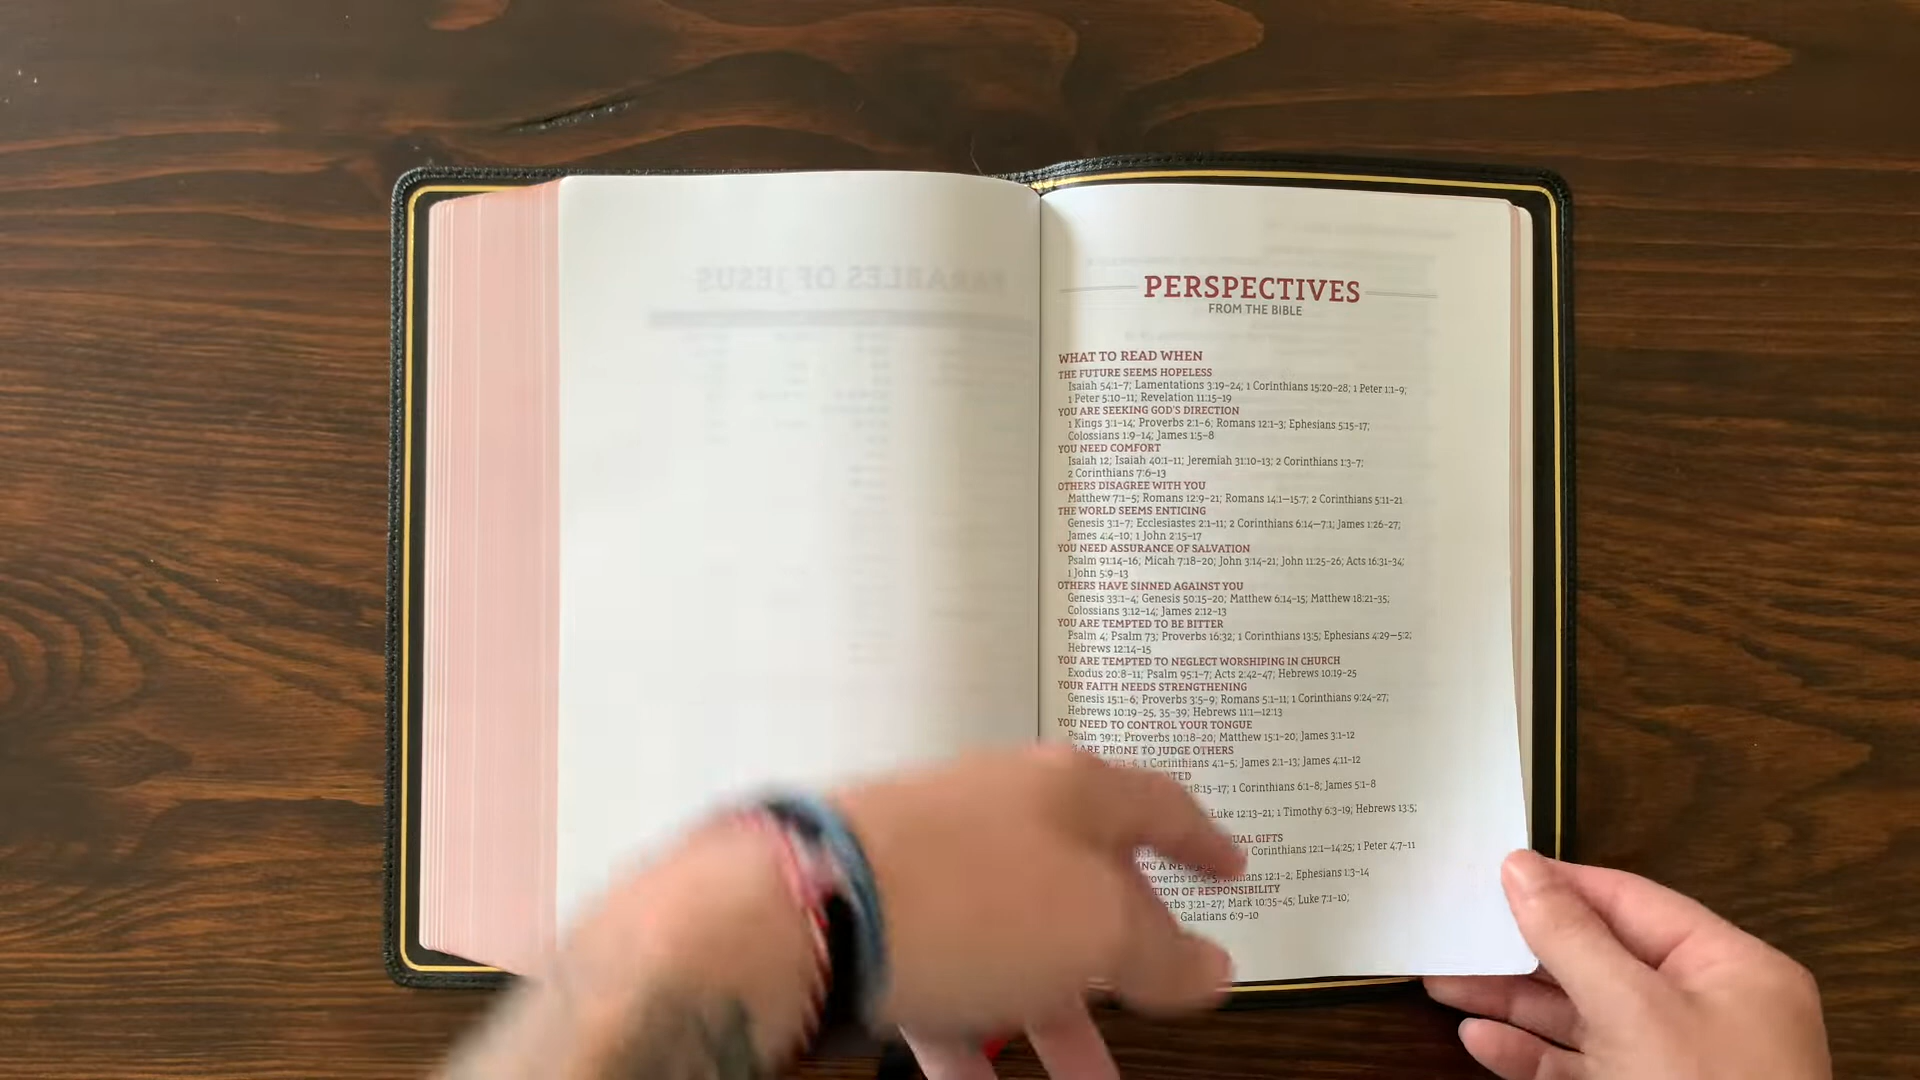 PARABLES OF JESUS
PERSPECTIVES
FROM THE BIBLE
WHAT TO READ WHEN
THE FUTURE SEEMS HOPELESS
Isaiah 54:1–7; Lamentations 3:19–24; 1 Corinthians 15:20–28; 1 Peter 1:1–9;
1 Peter 5:10–11; Revelation 11:15–19
YOU ARE SEEKING GOD'S DIRECTION
1 Kings 3:1–14; Proverbs 2:1–6; Romans 12:1–3; Ephesians 5:15–17;
Colossians 1:9–14; James 1:5–8
YOU NEED COMFORT
Isaiah 12; Isaiah 40:1–11; Jeremiah 31:10–13; 2 Corinthians 1:3–7;
2 Corinthians 7:6–13
OTHERS DISAGREE WITH YOU
Matthew 7:1–5; Romans 12:9–21; Romans 14:1—15:7; 2 Corinthians 5:11–21
THE WORLD SEEMS ENTICING
Genesis 3:1–7; Ecclesiastes 2:1–11; 2 Corinthians 6:14—7:1; James 1:26–27;
James 4:4–10; 1 John 2:15–17
YOU NEED ASSURANCE OF SALVATION
Psalm 91:14–16; Micah 7:18–20; John 3:14–21; John 11:25–26; Acts 16:31–34;
1 John 5:9–13
OTHERS HAVE SINNED AGAINST YOU
Genesis 33:1–4; Genesis 50:15–20; Matthew 6:14–15; Matthew 18:21–35;
Colossians 3:12–14; James 2:12–13
YOU ARE TEMPTED TO BE BITTER
Psalm 4; Psalm 73; Proverbs 16:32; 1 Corinthians 13:5; Ephesians 4:29—5:2;
Hebrews 12:14–15
YOU ARE TEMPTED TO NEGLECT WORSHIPING IN CHURCH
Exodus 20:8–11; Psalm 95:1–7; Acts 2:42–47; Hebrews 10:19–25
YOUR FAITH NEEDS STRENGTHENING
Genesis 15:1–6; Proverbs 3:5–9; Romans 5:1–11; 1 Corinthians 9:24–27;
Hebrews 10:19–25, 35–39; Hebrews 11:1—12:13
YOU NEED TO CONTROL YOUR TONGUE
Psalm 39:1; Proverbs 10:18–20; Matthew 15:1–20; James 3:1–12
ARE PRONE TO JUDGE OTHERS
1 Corinthians 4:1–5; James 2:1–13; James 4:11–12
18:15–17; 1 Corinthians 6:1–8; James 5:1–8
Luke 12:13–21; 1 Timothy 6:3–19; Hebrews 13:5;
GIFTS
1 Corinthians 12:1—14:25; 1 Peter 4:7–11
12:1–2; Ephesians 1:3–14
OF RESPONSIBILITY
3:21–27; Mark 10:35–45; Luke 7:1–10;
Galatians 6:9–10